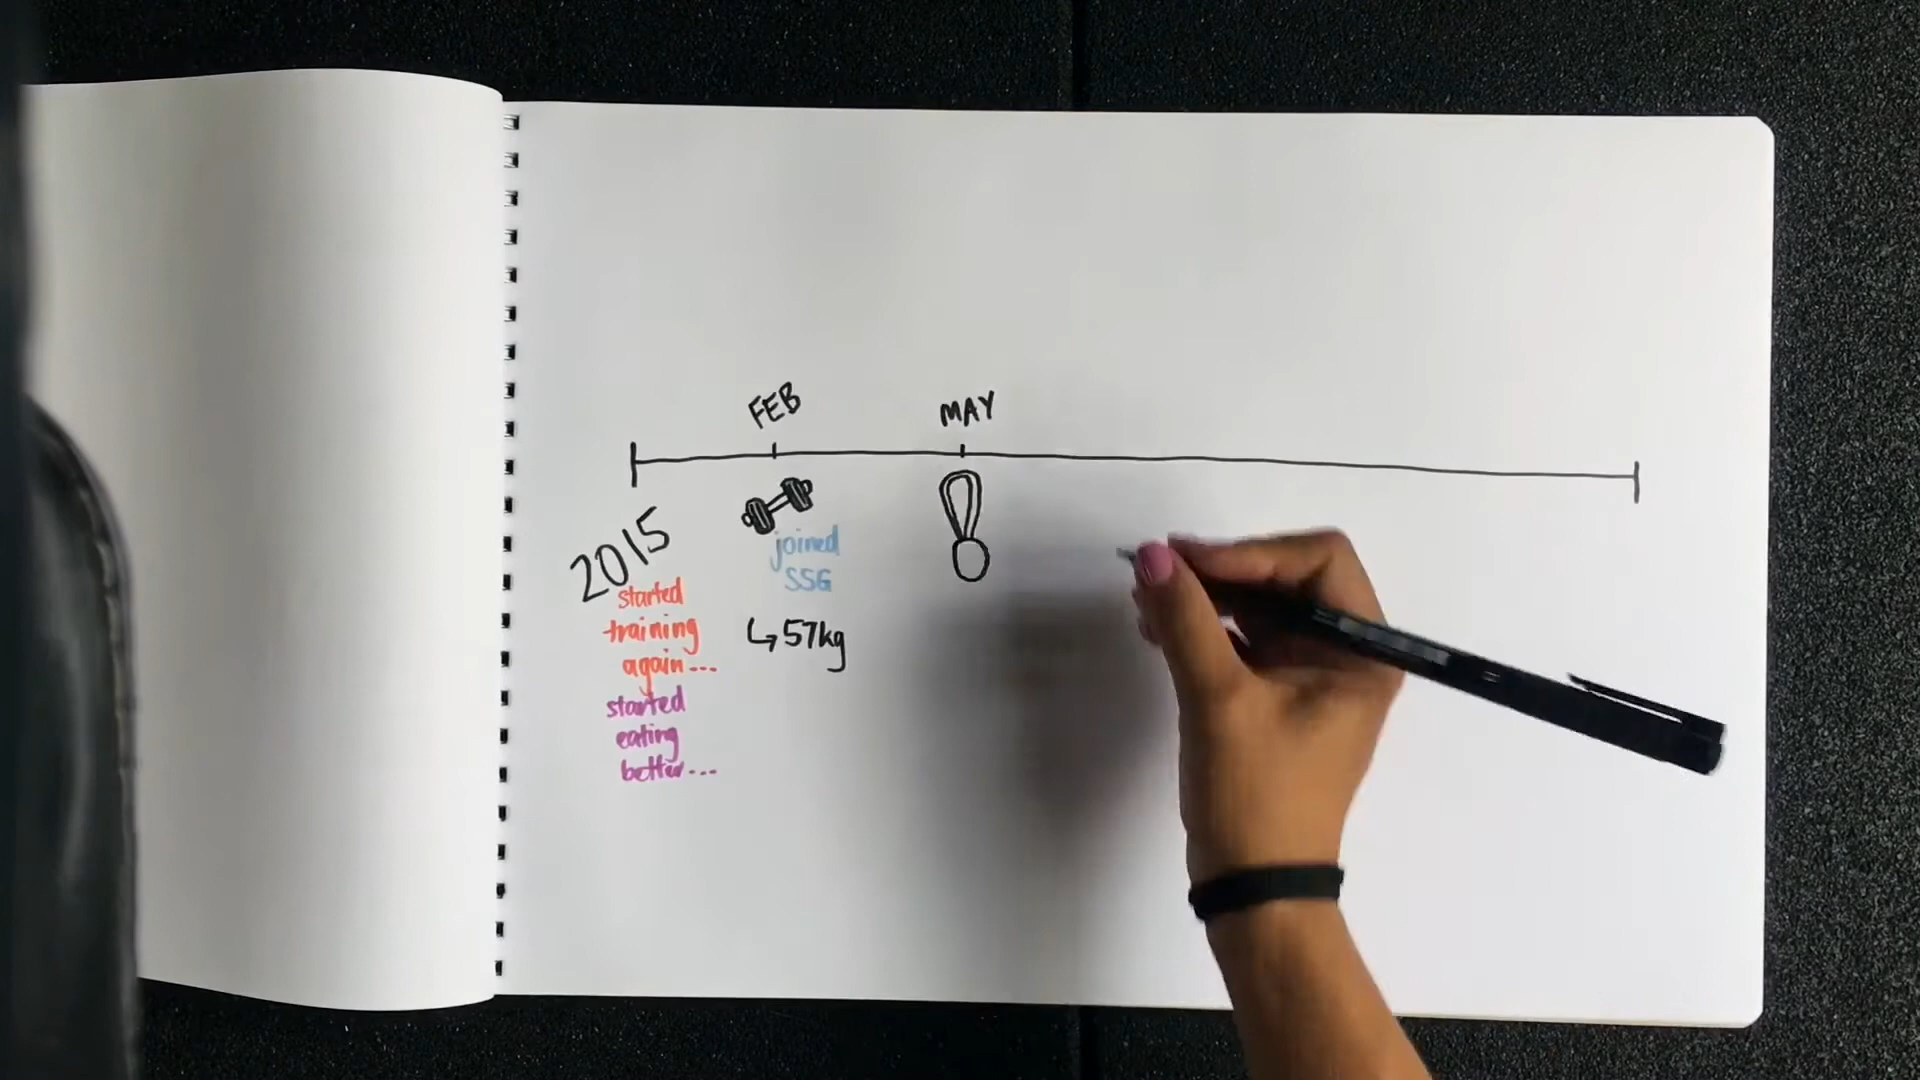 FEB
MAY
2015
started
training
again...
started
eating
better...
joined
SSG
↳57kg